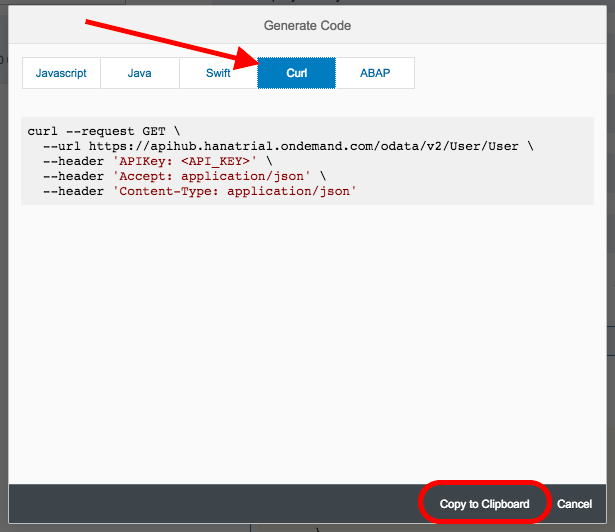 Generate Code
Javascript Java Swift Curl ABAP
curl --request GET \
--url https://apihub.hanatrial.ondemand.com/odata/v2/User/User \
--header 'APIKey: <API_KEY>' \
--header 'Accept: application/json' \
--header 'Content-Type: application/json'
Copy to Clipboard Cancel